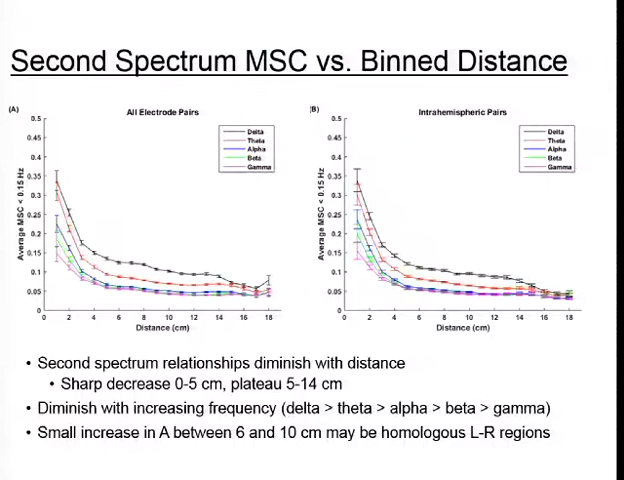 Second Spectrum MSC vs. Binned Distance
(A)
All Electrode Pairs
0.5
0.45
0.4
0.35
0.3
0.25
0.2
0.15
0.1
0.05
0
Average MSC < 0.15 Hz
Delta
Theta
Alpha
Beta
Gamma
0 2 4 6 8 10 12 14 16 18
Distance (cm)
(B)
Intrahemispheric Pairs
0.5
0.45
0.4
0.35
0.3
0.25
0.2
0.15
0.1
0.05
0
Average MSC < 0.15 Hz
Delta
Theta
Alpha
Beta
Gamma
0 2 4 6 8 10 12 14 16 18
Distance (cm)
• Second spectrum relationships diminish with distance
• Sharp decrease 0-5 cm, plateau 5-14 cm
• Diminish with increasing frequency (delta > theta > alpha > beta > gamma)
• Small increase in A between 6 and 10 cm may be homologous L-R regions